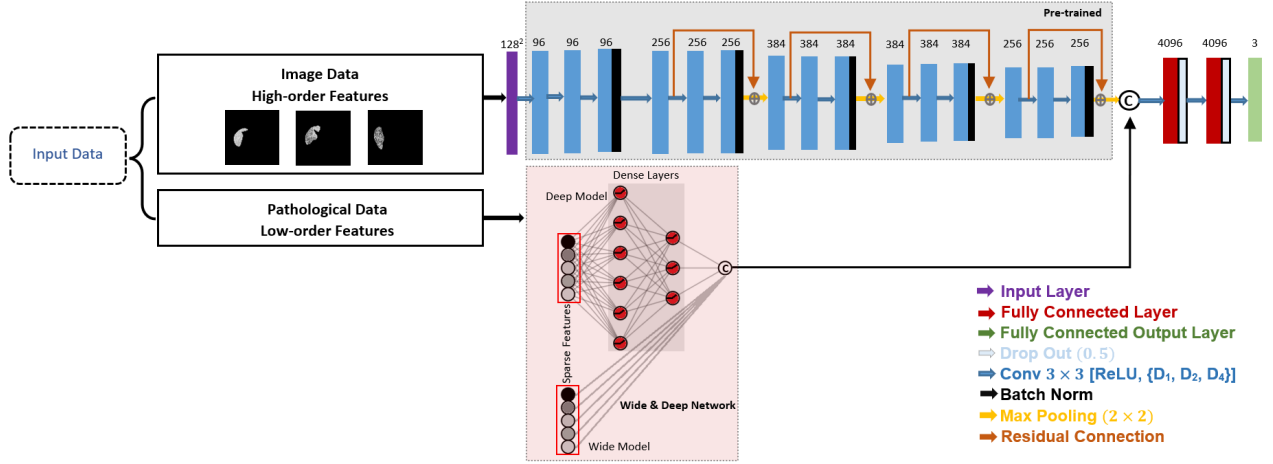 Pre-trained
128²
96
96
96
256
256
256
384
384
384
384
384
384
256
256
256
4096
4096
3
Image Data
High-order Features
C
Input Data
Pathological Data
Low-order Features
Dense Layers
Deep Model
C
Sparse Features
Wide & Deep Network
Wide Model
Input Layer
Fully Connected Layer
Fully Connected Output Layer
Drop Out (0.5)
Conv 3 × 3 [ReLU, {D₁, D₂, D₄}]
Batch Norm
Max Pooling (2 × 2)
Residual Connection